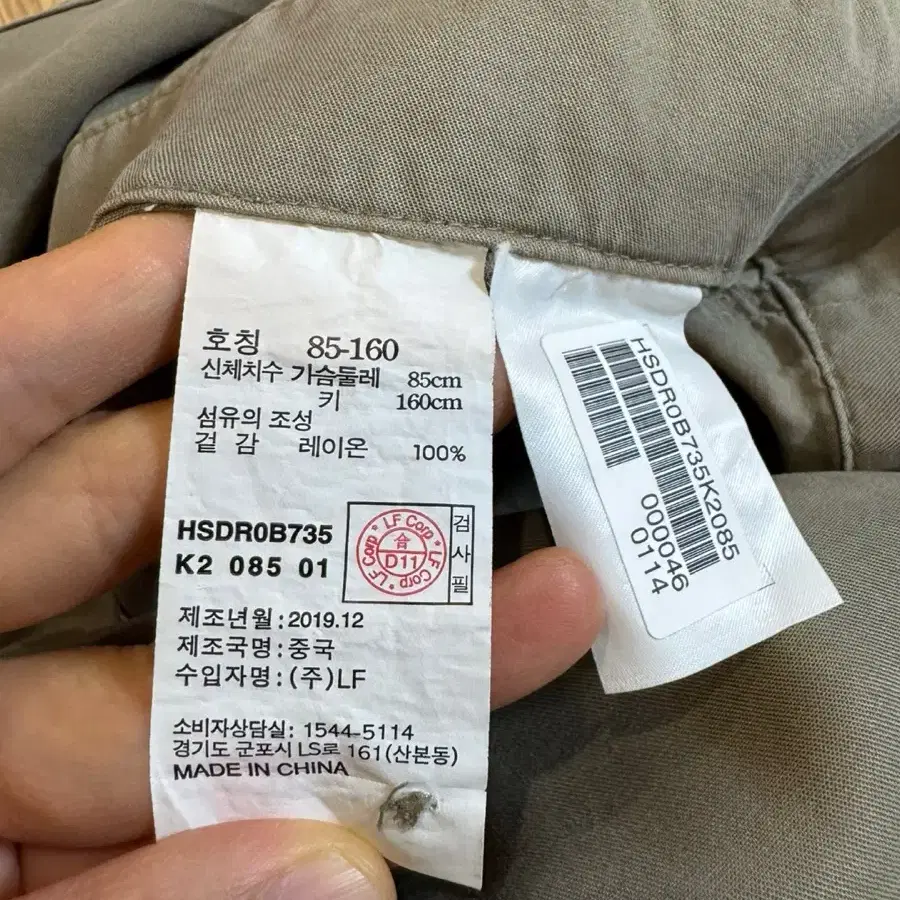 호칭 85-160
신체치수 가슴둘레 85cm
키 160cm
섬유의 조성
겉 감 레이온 100%
HSDR0B735
K2 085 01
LF Corp * LF Corp * LF Corp *
合
D11
검
사
필
제조년월:2019.12
제조국명:중국
수입자명:(주)LF
소비자상담실: 1544-5114
경기도 군포시 LS로 161(산본동)
MADE IN CHINA
HSDR0B735K2085
000046
0114